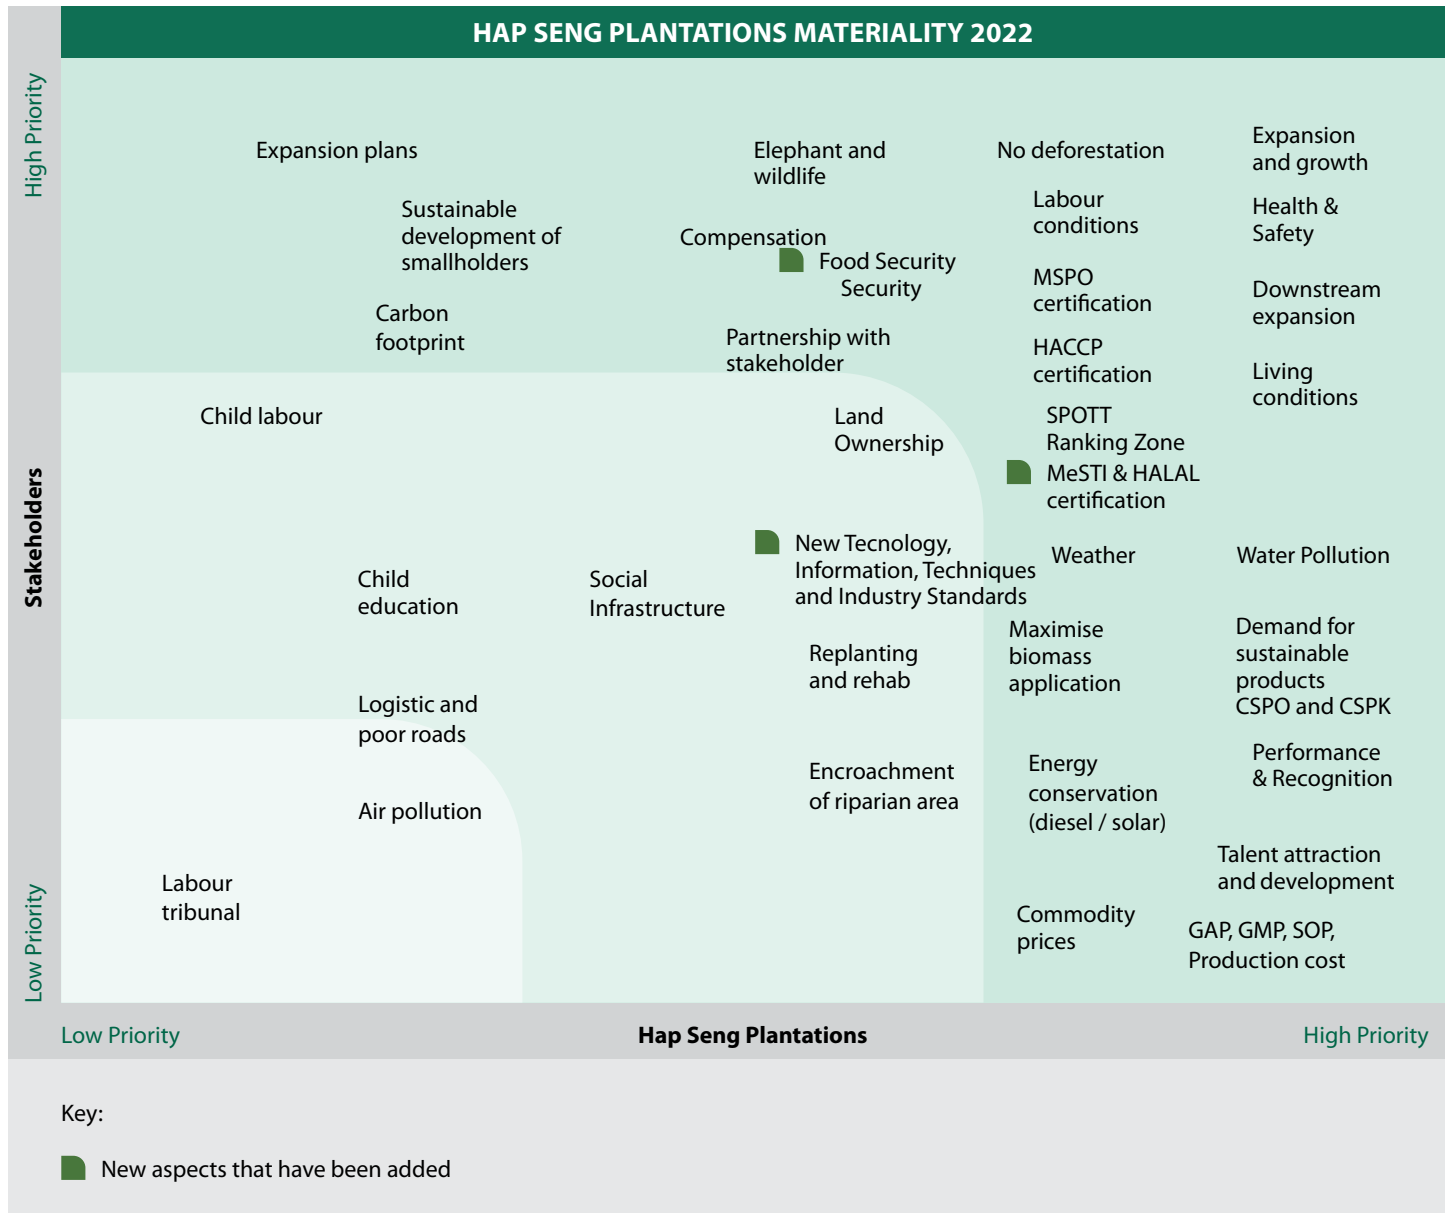 HAP SENG PLANTATIONS MATERIALITY 2022
High Priority
Stakeholders
Low Priority
Expansion plans
Elephant and
wildlife
No deforestation
Expansion
and growth
Sustainable
development of
smallholders
Compensation
Food Security
Security
Labour
conditions
Health &
Safety
Carbon
footprint
Partnership with
stakeholder
MSPO
certification
Downstream
expansion
HACCP
certification
Living
conditions
Child labour
Land
Ownership
SPOTT
Ranking Zone
MeSTI & HALAL
certification
Child
education
Social
Infrastructure
New Tecnology,
Information, Techniques
and Industry Standards
Weather
Water Pollution
Replanting
and rehab
Maximise
biomass
application
Demand for
sustainable
products
CSPO and CSPK
Logistic and
poor roads
Encroachment
of riparian area
Energy
conservation
(diesel / solar)
Performance
& Recognition
Air pollution
Talent attraction
and development
Labour
tribunal
Commodity
prices
GAP, GMP, SOP,
Production cost
Low Priority
Hap Seng Plantations
High Priority
Key:
New aspects that have been added